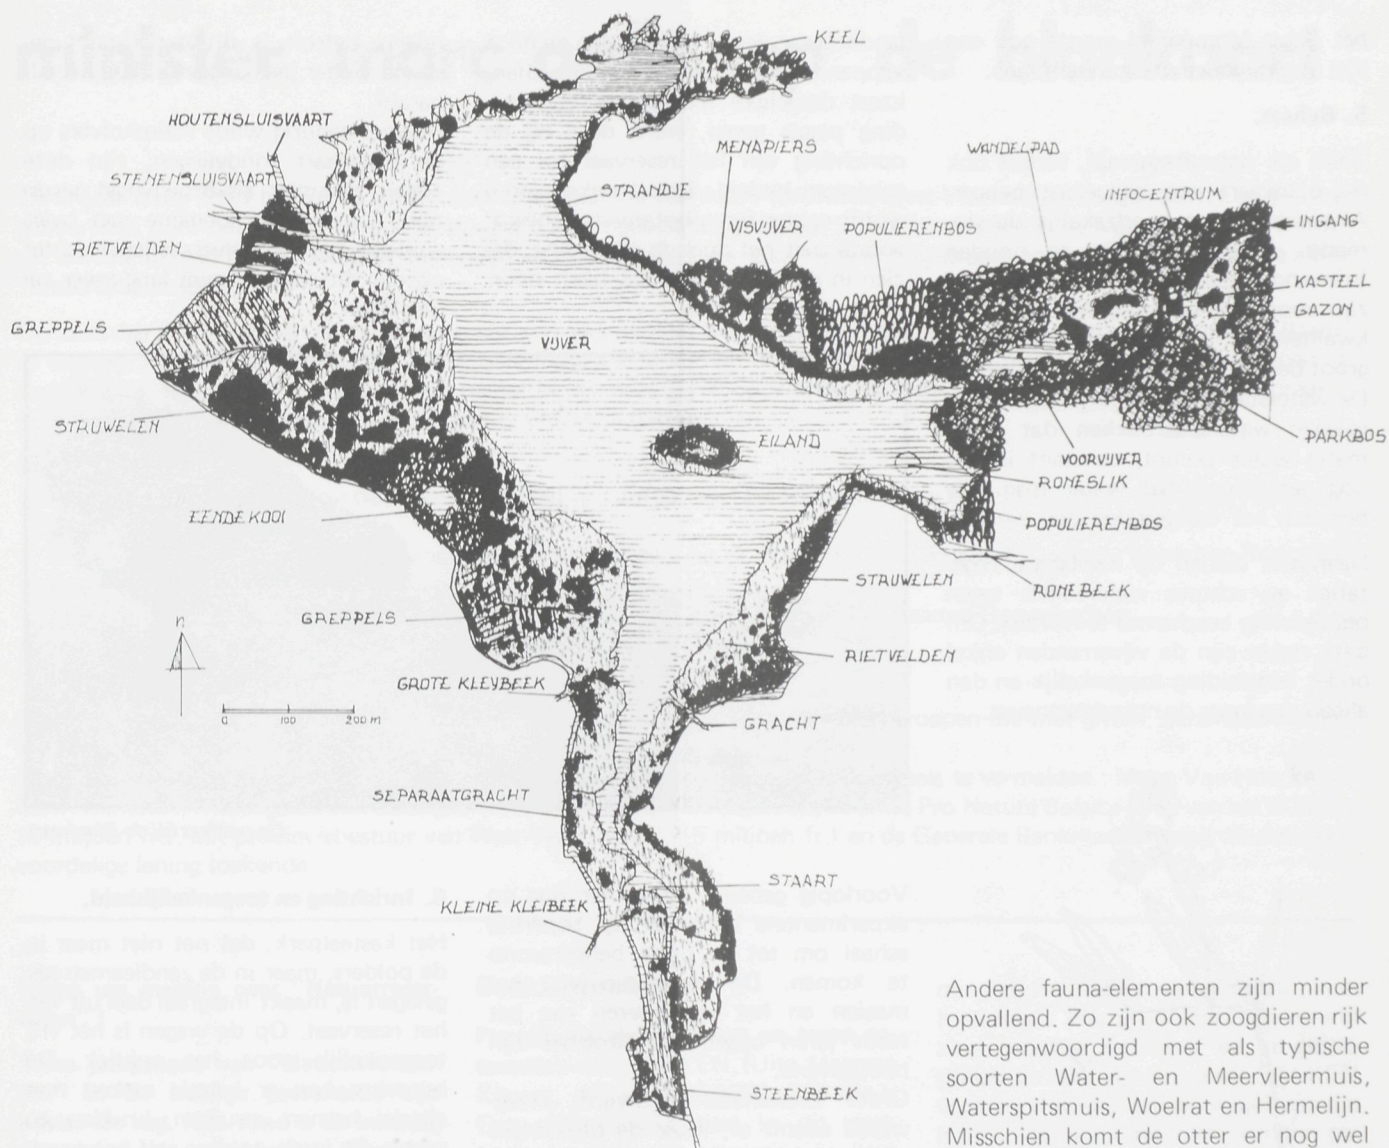 KEEL
HOUTENSLUISVAART
MENAPIERS
WANDELPAD
STENENSLUISVAART
STRANDJE
INFOCENTRUM
VISVIJVER
POPULIERENBOS
INGANG
RIETVELDEN
KASTEEL
GAZON
GREPPELS
VIJVER
STRUWELEN
EILAND
PARKBOS
VOORVIJVER
RONESLIK
EENDEKOOI
POPULIERENBOS
STRUWELEN
RONEBEEK
GREPPELS
n
RIETVELDEN
GROTE KLEYBEEK
0 100 200 m
GRACHT
SEPARAATGRACHT
STAART
KLEINE KLEIBEEK
STEENBEEK
Andere fauna-elementen zijn minder
opvallend. Zo zijn ook zoogdieren rijk
vertegenwoordigd met als typische
soorten Water- en Meervleermuis,
Waterspitsmuis, Woelrat en Hermelijn.
Misschien komt de otter er nog wel